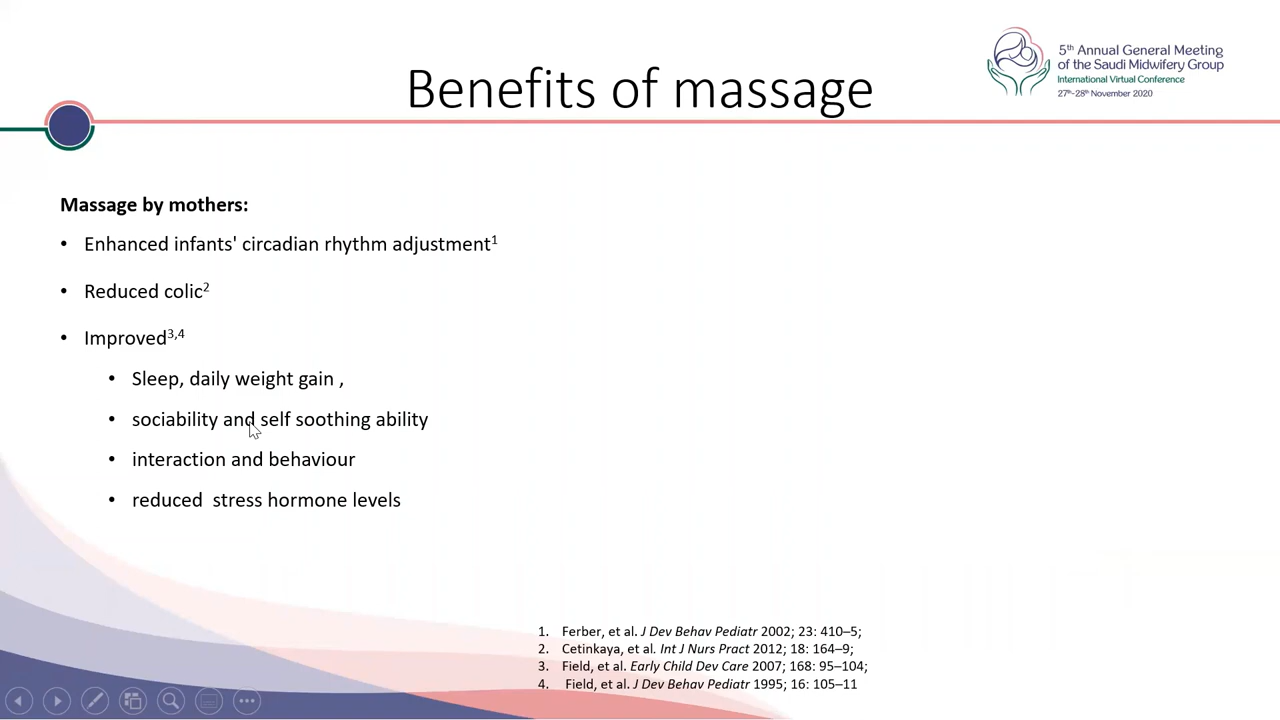 5th Annual General Meeting
of the Saudi Midwifery Group
International Virtual Conference
27th-28th November 2020
Benefits of massage
Massage by mothers:
• Enhanced infants' circadian rhythm adjustment1
• Reduced colic2
• Improved3,4
• Sleep, daily weight gain ,
• sociability and self soothing ability
• interaction and behaviour
• reduced  stress hormone levels
1. Ferber, et al. J Dev Behav Pediatr 2002; 23: 410–5;
2. Cetinkaya, et al. Int J Nurs Pract 2012; 18: 164–9;
3. Field, et al. Early Child Dev Care 2007; 168: 95–104;
4. Field, et al. J Dev Behav Pediatr 1995; 16: 105–11